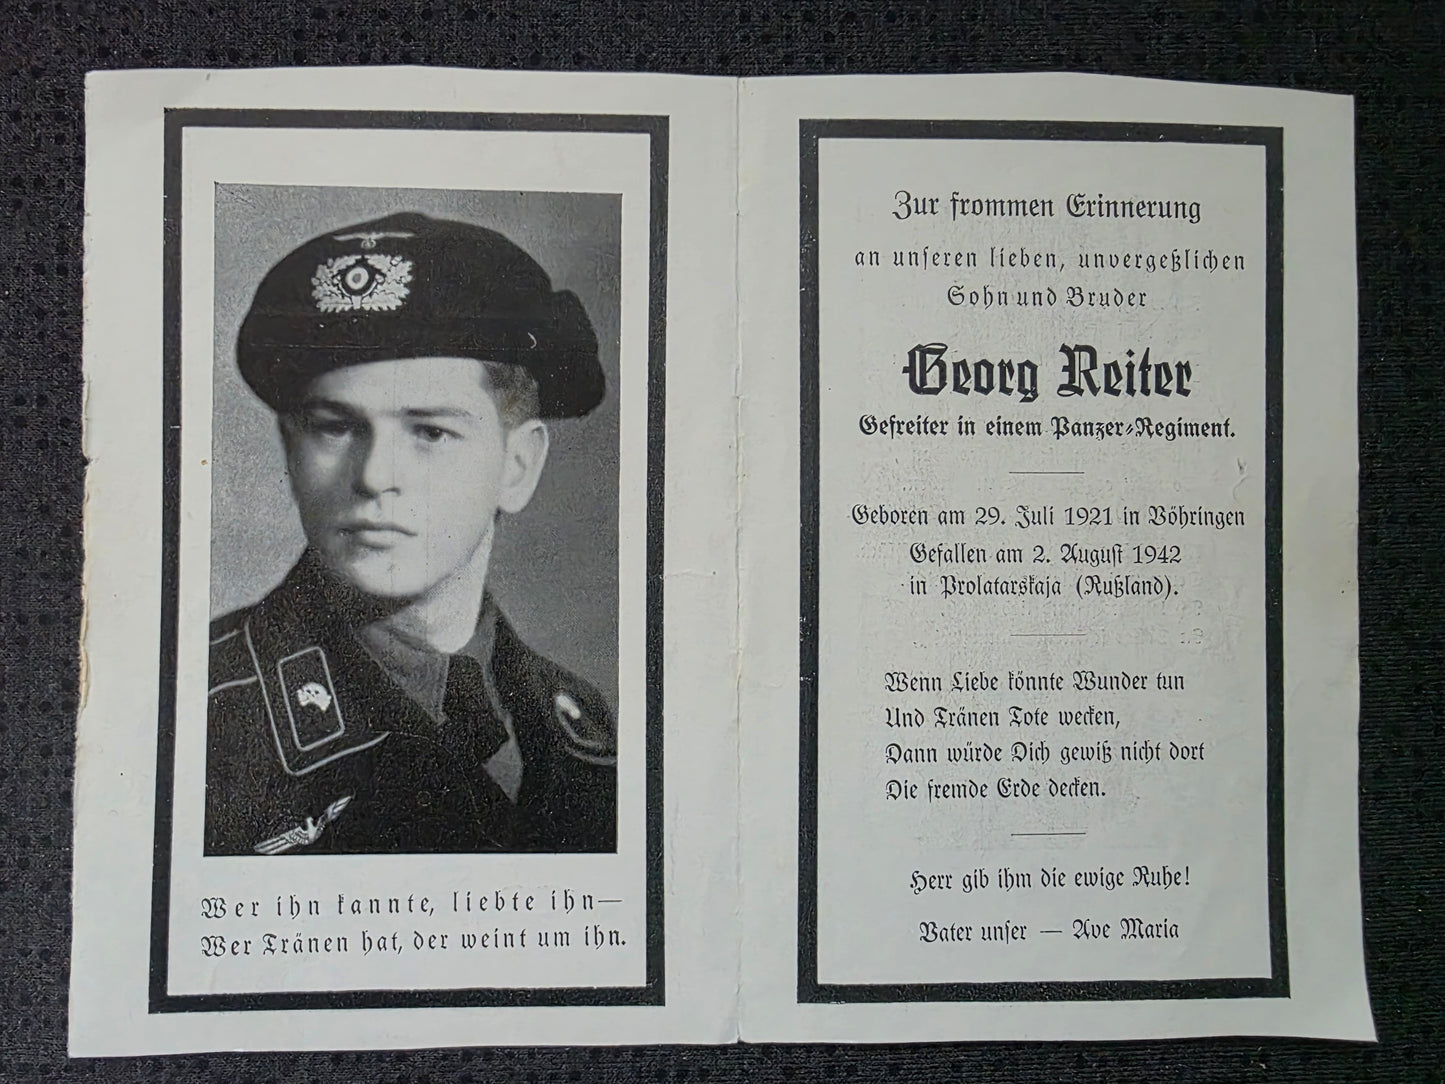 Wer ihn kannte, liebte ihn—
Wer Tränen hat, der weint um ihn.
Zur frommen Erinnerung
an unseren lieben, unvergeßlichen
Sohn und Bruder
Georg Reiter
Gefreiter in einem Panzer-Regiment.
Geboren am 29. Juli 1921 in Vöhringen
Gefallen am 2. August 1942
in Prolatarskaja (Rußland).
Wenn Liebe könnte Wunder tun
Und Tränen Tote wecken,
Dann würde Dich gewiß nicht dort
Die fremde Erde decken.
Herr gib ihm die ewige Ruhe!
Vater unser — Ave Maria